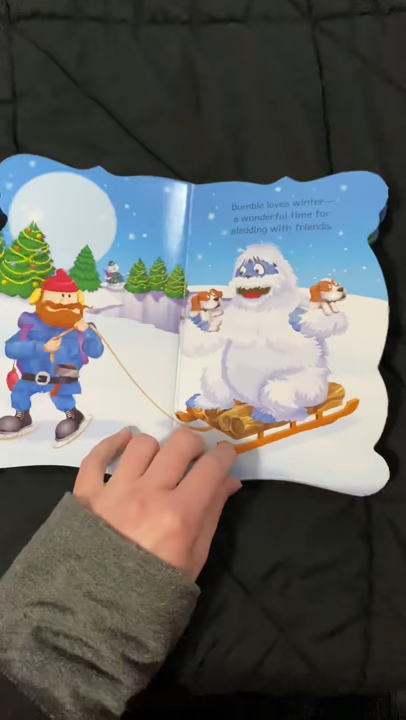 Bumble loves winter—
a wonderful time for
sledding with friends.